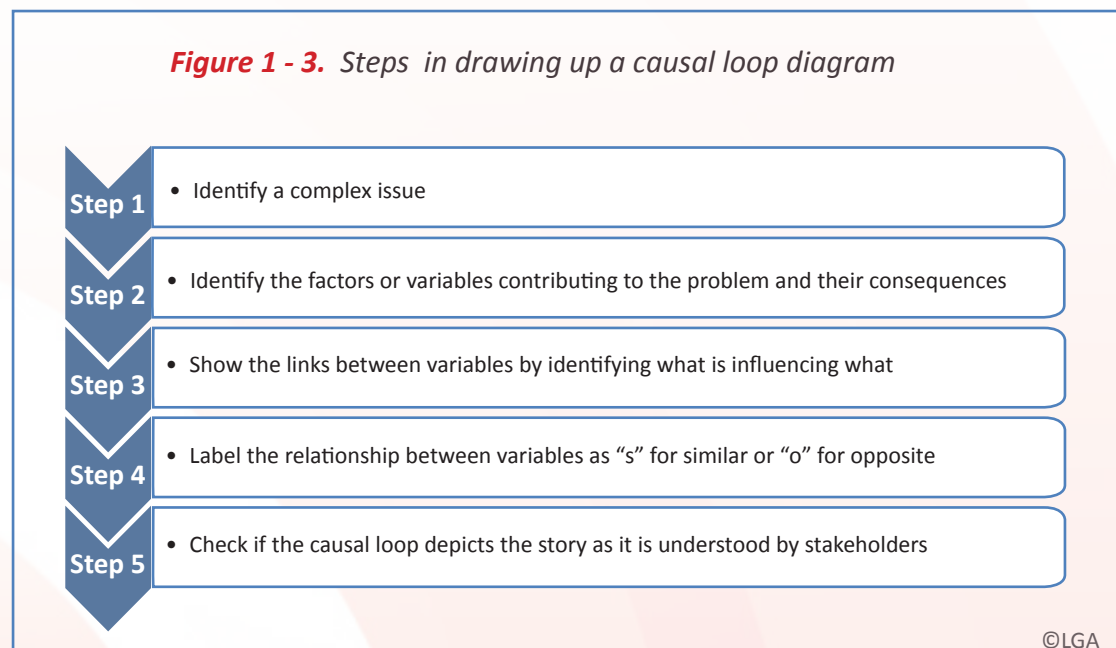 Figure 1 - 3. Steps in drawing up a causal loop diagram
Step 1
• Identify a complex issue
Step 2
• Identify the factors or variables contributing to the problem and their consequences
Step 3
• Show the links between variables by identifying what is influencing what
Step 4
• Label the relationship between variables as “s” for similar or “o” for opposite
Step 5
• Check if the causal loop depicts the story as it is understood by stakeholders
©LGA